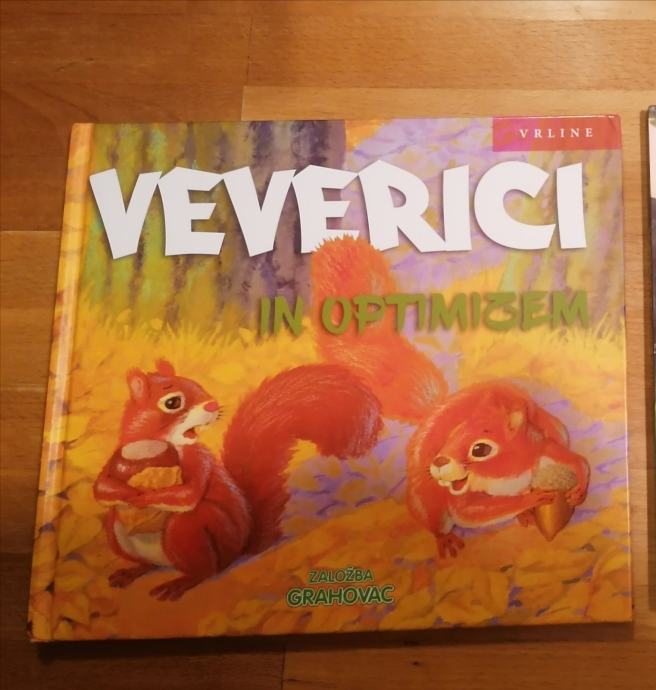 VRLINE
VEVERICI
IN OPTIMIZEM
ZALOŽBA
GRAHOVAC